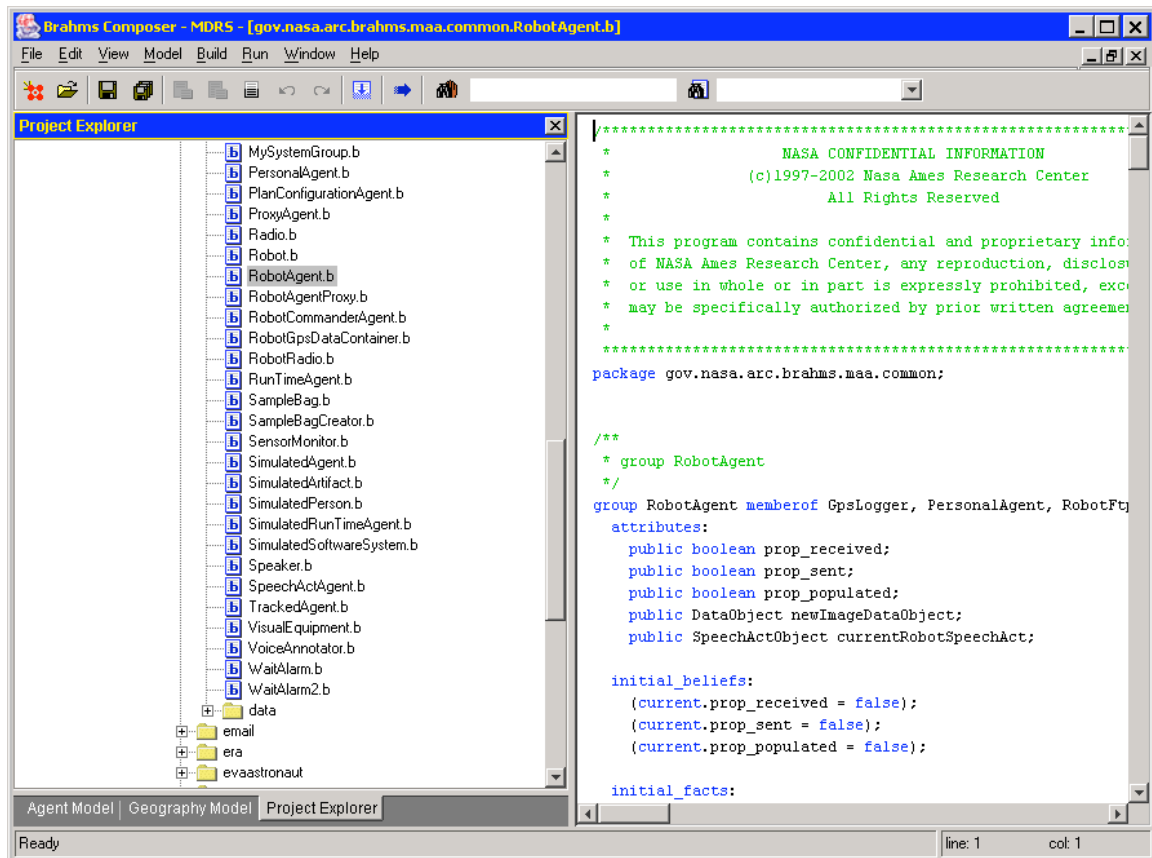 Brahms Composer - MDRS - [gov.nasa.arc.brahms.maa.common.RobotAgent.b]
File Edit View Model Build Run Window Help
Project Explorer
MySystemGroup.b
PersonalAgent.b
PlanConfigurationAgent.b
ProxyAgent.b
Radio.b
Robot.b
RobotAgent.b
RobotAgentProxy.b
RobotCommanderAgent.b
RobotGpsDataContainer.b
RobotRadio.b
RunTimeAgent.b
SampleBag.b
SampleBagCreator.b
SensorMonitor.b
SimulatedAgent.b
SimulatedArtifact.b
SimulatedPerson.b
SimulatedRunTimeAgent.b
SimulatedSoftwareSystem.b
Speaker.b
SpeechActAgent.b
TrackedAgent.b
VisualEquipment.b
VoiceAnnotator.b
WaitAlarm.b
WaitAlarm2.b
data
email
era
evaastronaut
Agent Model | Geography Model Project Explorer
/***********************************************************
* NASA CONFIDENTIAL INFORMATION
* (c)1997-2002 Nasa Ames Research Center
* All Rights Reserved
*
* This program contains confidential and proprietary info
* of NASA Ames Research Center, any reproduction, disclosu
* or use in whole or in part is expressly prohibited, exc
* may be specifically authorized by prior written agreemen
*
***********************************************************
package gov.nasa.arc.brahms.maa.common;
/**
* group RobotAgent
*/
group RobotAgent memberof GpsLogger, PersonalAgent, RobotFtp
attributes:
public boolean prop_received;
public boolean prop_sent;
public boolean prop_populated;
public DataObject newImageDataObject;
public SpeechActObject currentRobotSpeechAct;
initial_beliefs:
(current.prop_received = false);
(current.prop_sent = false);
(current.prop_populated = false);
initial_facts:
Ready
line: 1 col: 1